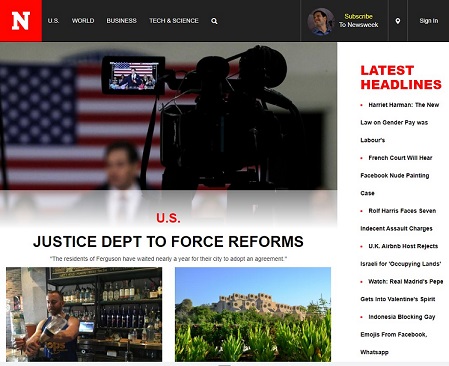 N
U.S. WORLD BUSINESS TECH & SCIENCE
Subscribe
To Newsweek
Sign In
U.S.
JUSTICE DEPT TO FORCE REFORMS
"The residents of Ferguson have waited nearly a year for their city to adopt an agreement."
LATEST
HEADLINES
Harriet Harman: The New
Law on Gender Pay was
Labour's
French Court Will Hear
Facebook Nude Painting
Case
Rolf Harris Faces Seven
Indecent Assault Charges
U.K. Airbnb Host Rejects
Israeli for 'Occupying Lands'
Watch: Real Madrid's Pepe
Gets Into Valentine's Spirit
Indonesia Blocking Gay
Emojis From Facebook,
Whatsapp